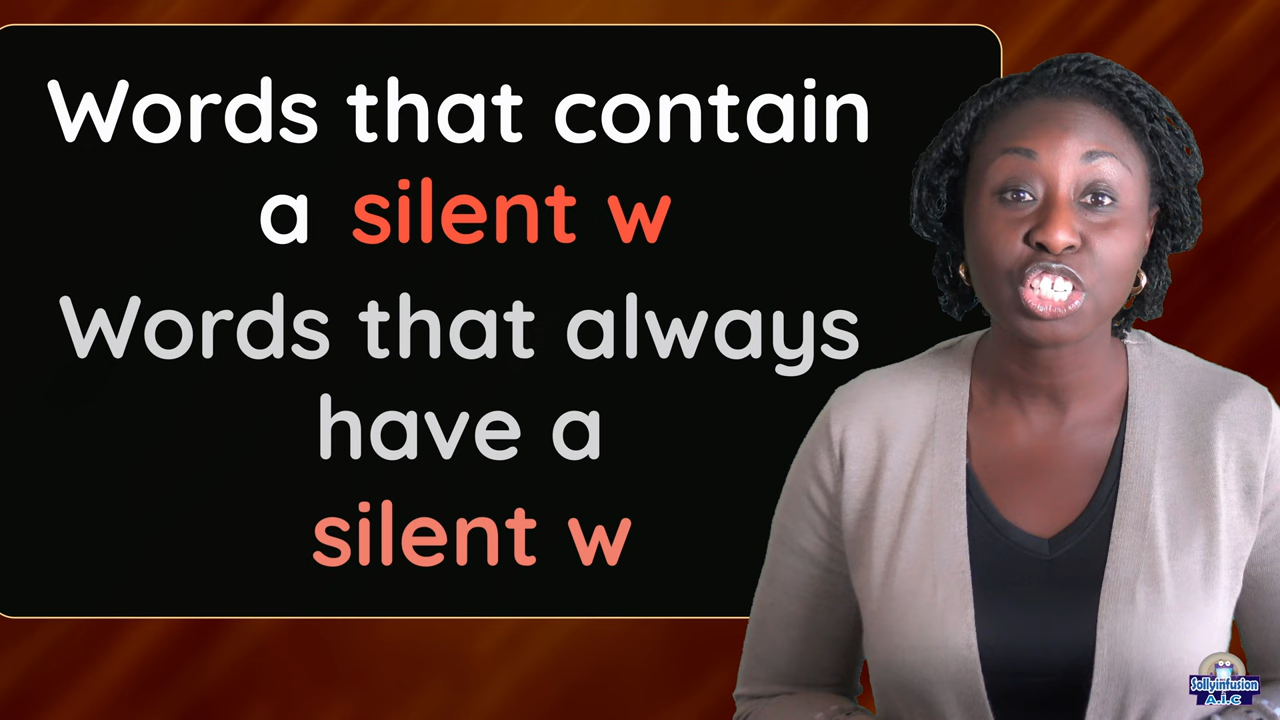 Words that contain
a silent w
Words that always
have a
silent w
Sollyinfusion
A.i.C